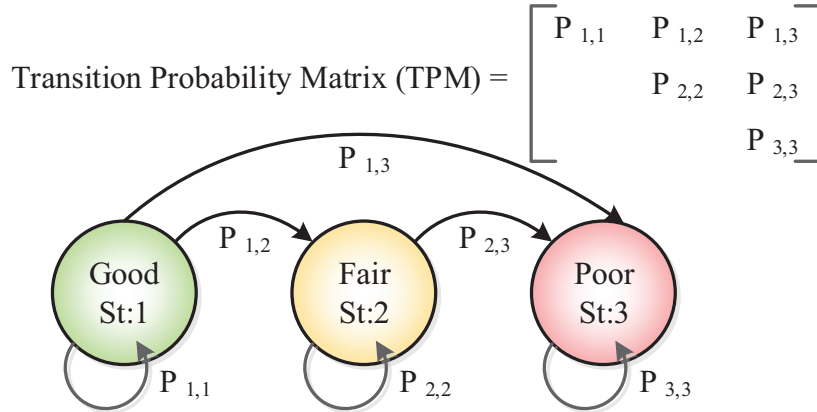 P 1,1 P 1,2 P 1,3
Transition Probability Matrix (TPM) = P 2,2 P 2,3
P 3,3
P 1,3
P 1,2 P 2,3
Good Fair Poor
St:1 St:2 St:3
P 1,1 P 2,2 P 3,3